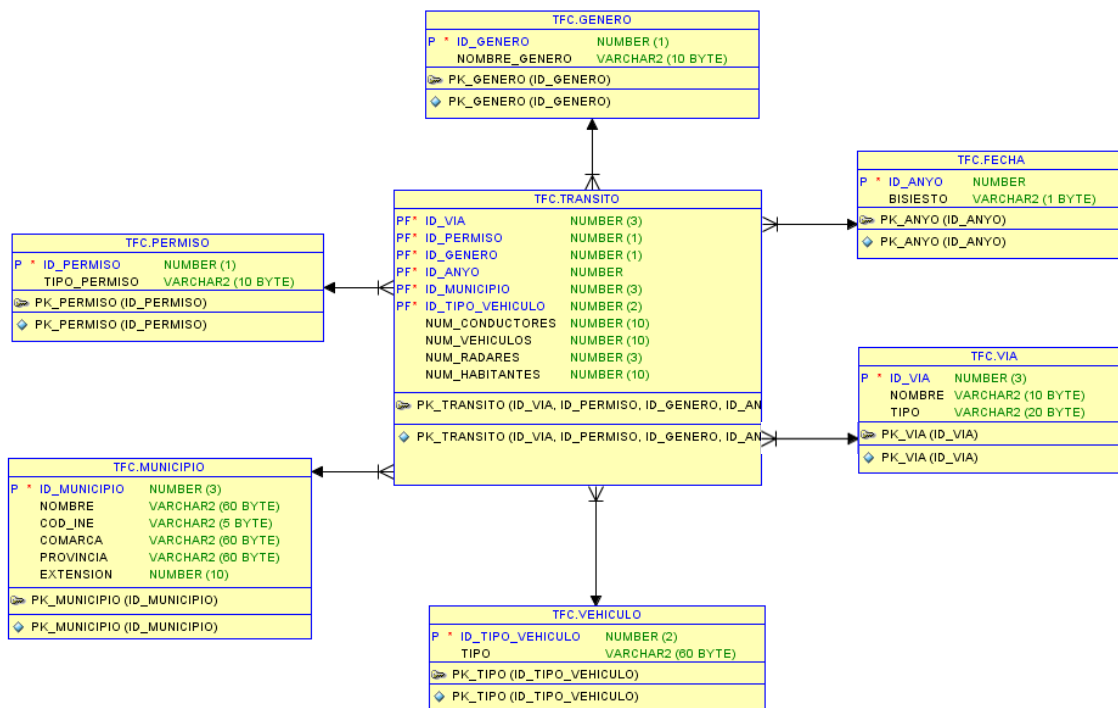 TFC.GENERO
P * ID_GENERO NUMBER (1)
NOMBRE_GENERO VARCHAR2 (10 BYTE)
PK_GENERO (ID_GENERO)
PK_GENERO (ID_GENERO)
TFC.FECHA
P * ID_ANYO NUMBER
BISIESTO VARCHAR2 (1 BYTE)
PK_ANYO (ID_ANYO)
PK_ANYO (ID_ANYO)
TFC.TRANSITO
PF* ID_VIA NUMBER (3)
PF* ID_PERMISO NUMBER (1)
PF* ID_GENERO NUMBER (1)
PF* ID_ANYO NUMBER
PF* ID_MUNICIPIO NUMBER (3)
PF* ID_TIPO_VEHICULO NUMBER (2)
NUM_CONDUCTORES NUMBER (10)
NUM_VEHICULOS NUMBER (10)
NUM_RADARES NUMBER (3)
NUM_HABITANTES NUMBER (10)
PK_TRANSITO (ID_VIA, ID_PERMISO, ID_GENERO, ID_AN
PK_TRANSITO (ID_VIA, ID_PERMISO, ID_GENERO, ID_AN
TFC.PERMISO
P * ID_PERMISO NUMBER (1)
TIPO_PERMISO VARCHAR2 (10 BYTE)
PK_PERMISO (ID_PERMISO)
PK_PERMISO (ID_PERMISO)
TFC.VIA
P * ID_VIA NUMBER (3)
NOMBRE VARCHAR2 (10 BYTE)
TIPO VARCHAR2 (20 BYTE)
PK_VIA (ID_VIA)
PK_VIA (ID_VIA)
TFC.MUNICIPIO
P * ID_MUNICIPIO NUMBER (3)
NOMBRE VARCHAR2 (60 BYTE)
COD_INE VARCHAR2 (5 BYTE)
COMARCA VARCHAR2 (60 BYTE)
PROVINCIA VARCHAR2 (60 BYTE)
EXTENSION NUMBER (10)
PK_MUNICIPIO (ID_MUNICIPIO)
PK_MUNICIPIO (ID_MUNICIPIO)
TFC.VEHICULO
P * ID_TIPO_VEHICULO NUMBER (2)
TIPO VARCHAR2 (60 BYTE)
PK_TIPO (ID_TIPO_VEHICULO)
PK_TIPO (ID_TIPO_VEHICULO)